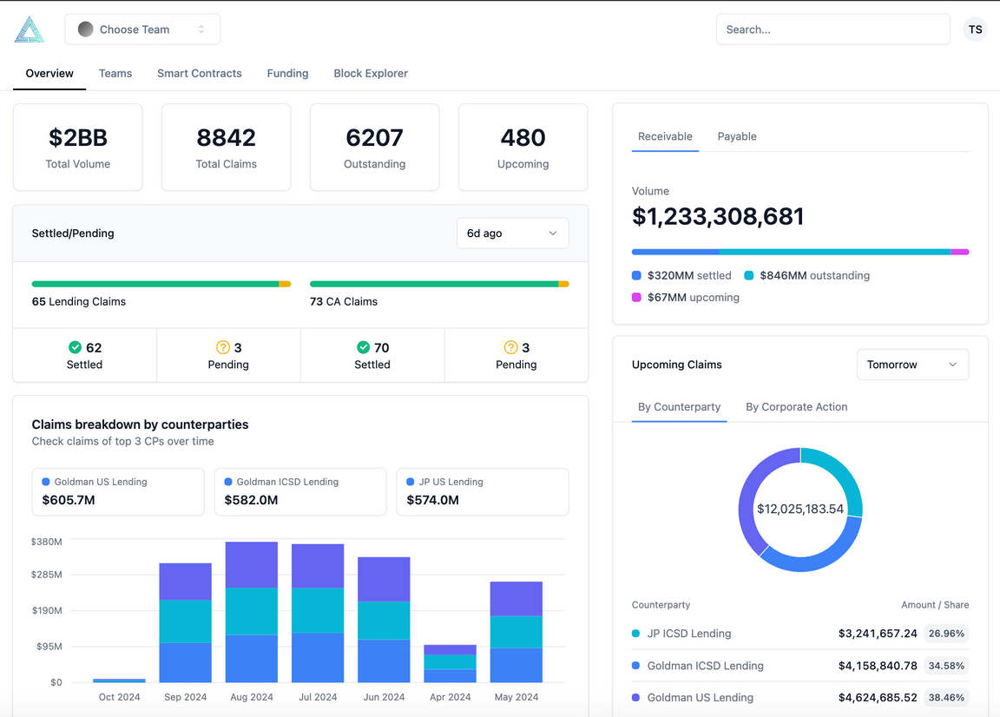 Choose Team
Search...
TS
Overview Teams Smart Contracts Funding Block Explorer
$2BB
Total Volume
8842
Total Claims
6207
Outstanding
480
Upcoming
Settled/Pending
6d ago
65 Lending Claims
73 CA Claims
62
Settled
3
Pending
70
Settled
3
Pending
Claims breakdown by counterparties
Check claims of top 3 CPs over time
Goldman US Lending
$605.7M
Goldman ICSD Lending
$582.0M
JP US Lending
$574.0M
$380M
$285M
$190M
$95M
$0
Oct 2024 Sep 2024 Aug 2024 Jul 2024 Jun 2024 Apr 2024 May 2024
Receivable Payable
Volume
$1,233,308,681
$320MM settled $846MM outstanding
$67MM upcoming
Upcoming Claims
Tomorrow
By Counterparty By Corporate Action
$12,025,183.54
Counterparty Amount / Share
JP ICSD Lending $3,241,657.24 26.96%
Goldman ICSD Lending $4,158,840.78 34.58%
Goldman US Lending $4,624,685.52 38.46%